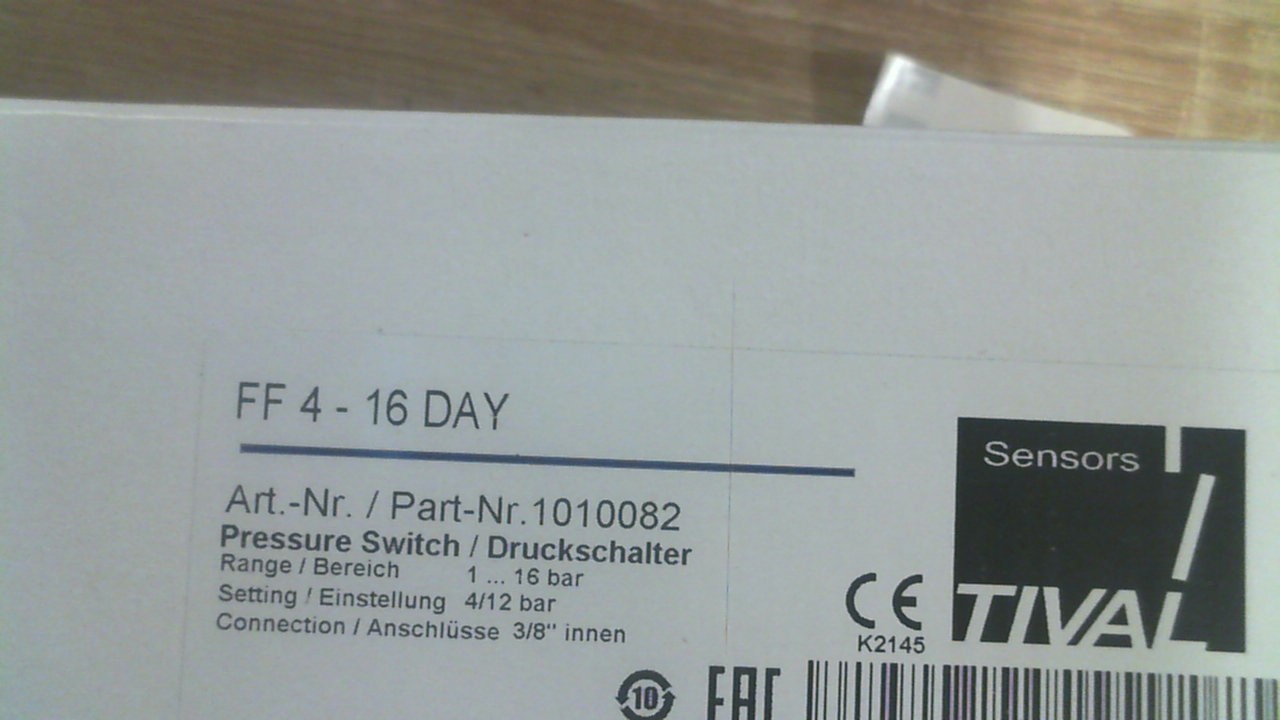 FF 4 - 16 DAY
Art.-Nr. / Part-Nr.1010082
Pressure Switch / Druckschalter
Range / Bereich 1 ... 16 bar
Setting / Einstellung 4/12 bar
Connection / Anschlüsse 3/8" innen
Sensors
TIVAL
CE
K2145
10
EAC